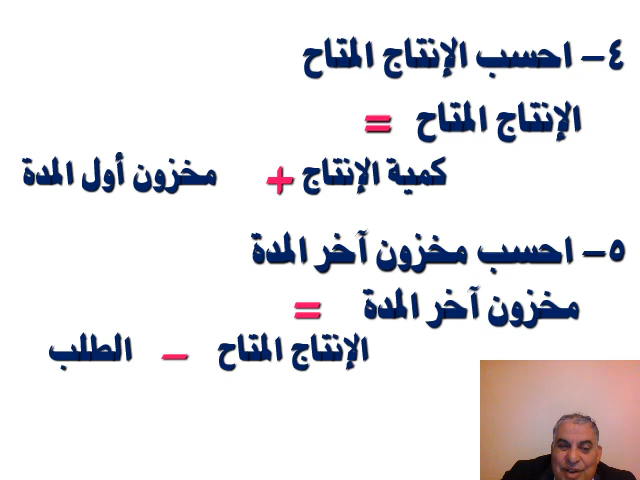 ٤- احسب الإنتاج المتاح
الإنتاج المتاح =
كمية الإنتاج + مخزون أول المدة
٥- احسب مخزون آخر المدة
مخزون آخر المدة =
الإنتاج المتاح - الطلب